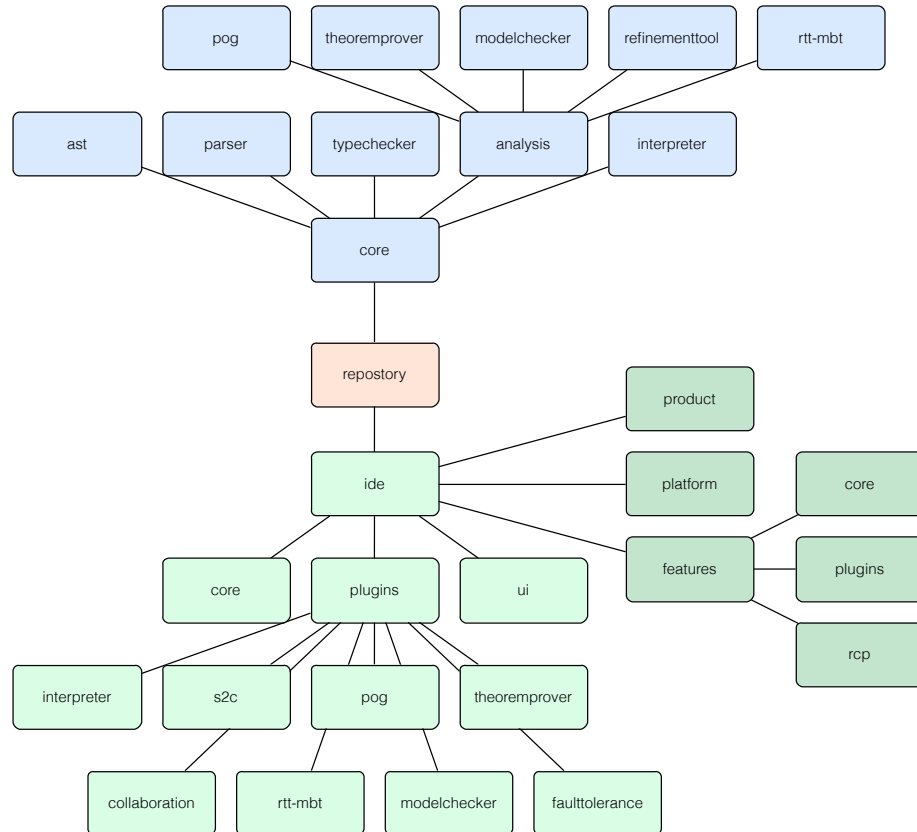 pog
theoremprover
modelchecker
refinementtool
rtt-mbt
ast
parser
typechecker
analysis
interpreter
core
repostory
product
ide
platform
core
core
plugins
ui
features
plugins
rcp
interpreter
s2c
pog
theoremprover
collaboration
rtt-mbt
modelchecker
faulttolerance